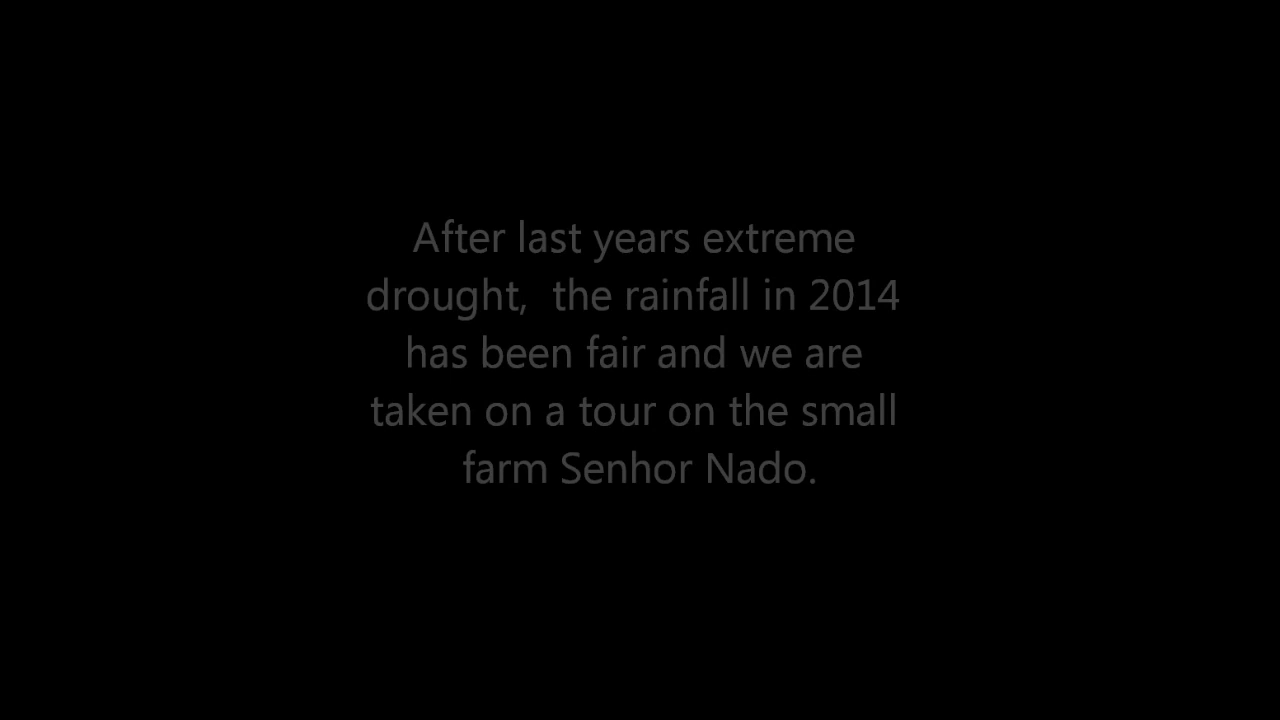 After last years extreme
drought,  the rainfall in 2014
has been fair and we are
taken on a tour on the small
farm Senhor Nado.